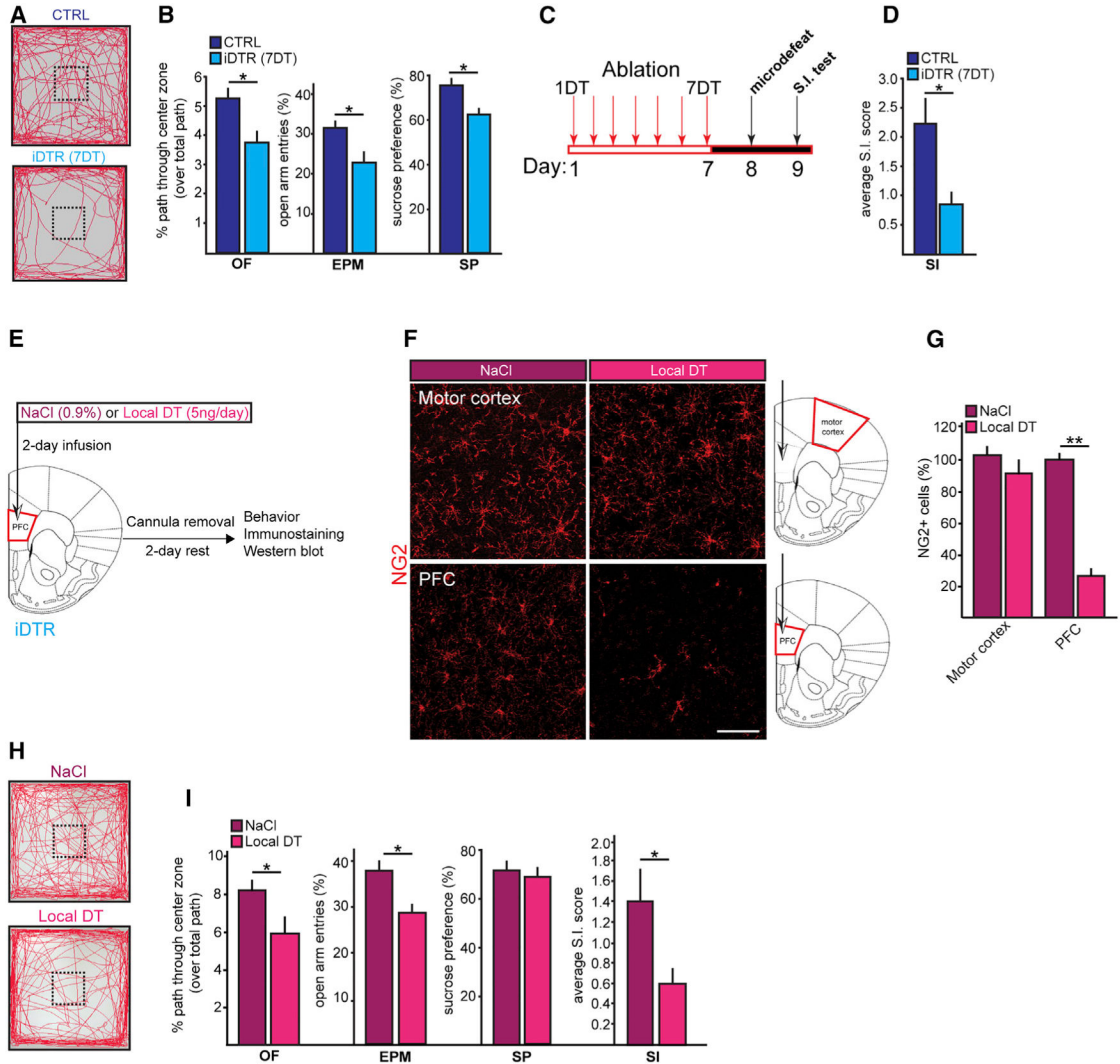 A
CTRL
iDTR (7DT)
B
CTRL
iDTR (7DT)
% path through center zone
(over total path)
6
5
4
3
2
1
*
OF
open arm entries (%)
40
30
20
10
*
EPM
sucrose preference (%)
80
60
40
20
*
SP
C
Ablation
1DT
7DT
microdefeat
S.I. test
Day:
1
7
8
9
D
CTRL
iDTR (7DT)
average S.I. score
3.0
2.5
2.0
1.5
1.0
0.5
*
SI
E
NaCl (0.9%) or Local DT (5ng/day)
2-day infusion
PFC
Cannula removal
2-day rest
Behavior
Immunostaining
Western blot
iDTR
F
NaCl
Local DT
NG2
Motor cortex
PFC
motor
cortex
PFC
G
NaCl
Local DT
NG2+ cells (%)
120
100
80
60
40
20
**
Motor cortex
PFC
H
NaCl
Local DT
I
NaCl
Local DT
% path through center zone
(over total path)
10
8
6
4
2
*
OF
open arm entries (%)
40
30
20
10
*
EPM
sucrose preference (%)
80
60
40
20
SP
average S.I. score
2.0
1.8
1.6
1.4
1.2
1.0
0.8
0.6
0.4
0.2
*
SI